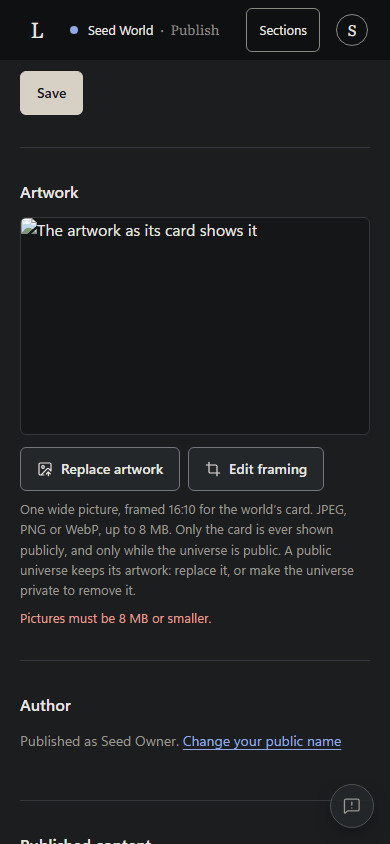 L
Seed World · Publish
Sections
S
Save
Artwork
The artwork as its card shows it
Replace artwork
Edit framing
One wide picture, framed 16:10 for the world's card. JPEG,
PNG or WebP, up to 8 MB. Only the card is ever shown
publicly, and only while the universe is public. A public
universe keeps its artwork: replace it, or make the universe
private to remove it.
Pictures must be 8 MB or smaller.
Author
Published as Seed Owner. Change your public name
Published content